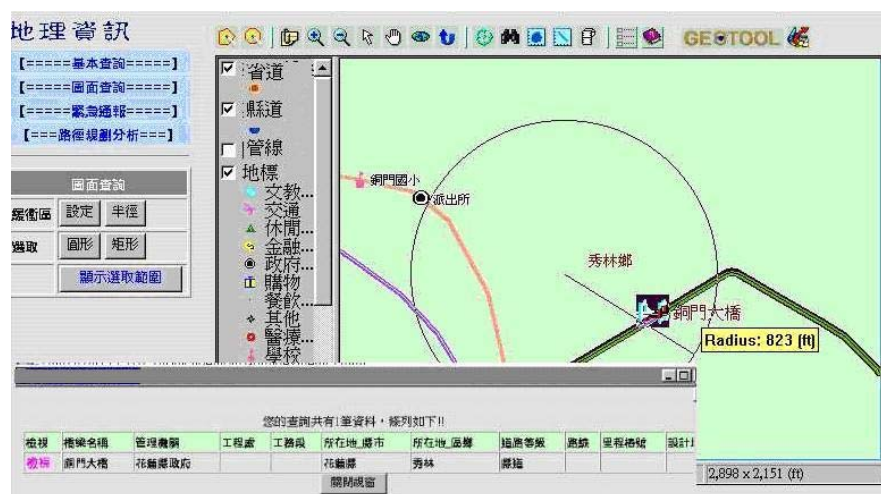 地理資訊
【=====基本查詢=====】
【=====圖面查詢=====】
【=====緊急通報=====】
【===路徑規劃分析===】
圖面查詢
緩衝區 設定 半徑
選取 圓形 矩形
顯示選取範圍
GEOTOOL
省道
縣道
管線
地標
文教...
交通
休閒...
金融...
政府...
購物
餐飲...
其他
醫療...
學校
銅門國小
派出所
秀林鄉
銅門大橋
Radius: 823 (ft)
您的查詢共有1筆資料，條列如下!!
檢視 橋樑名稱 管理機關 工程處 工務段 所在地_縣市 所在地_區鄉 道路等級 路線 里程樁號
檢視 銅門大橋 花蓮縣政府 花蓮縣 秀林 縣道
關閉視窗
2,898 x 2,151 (ft)